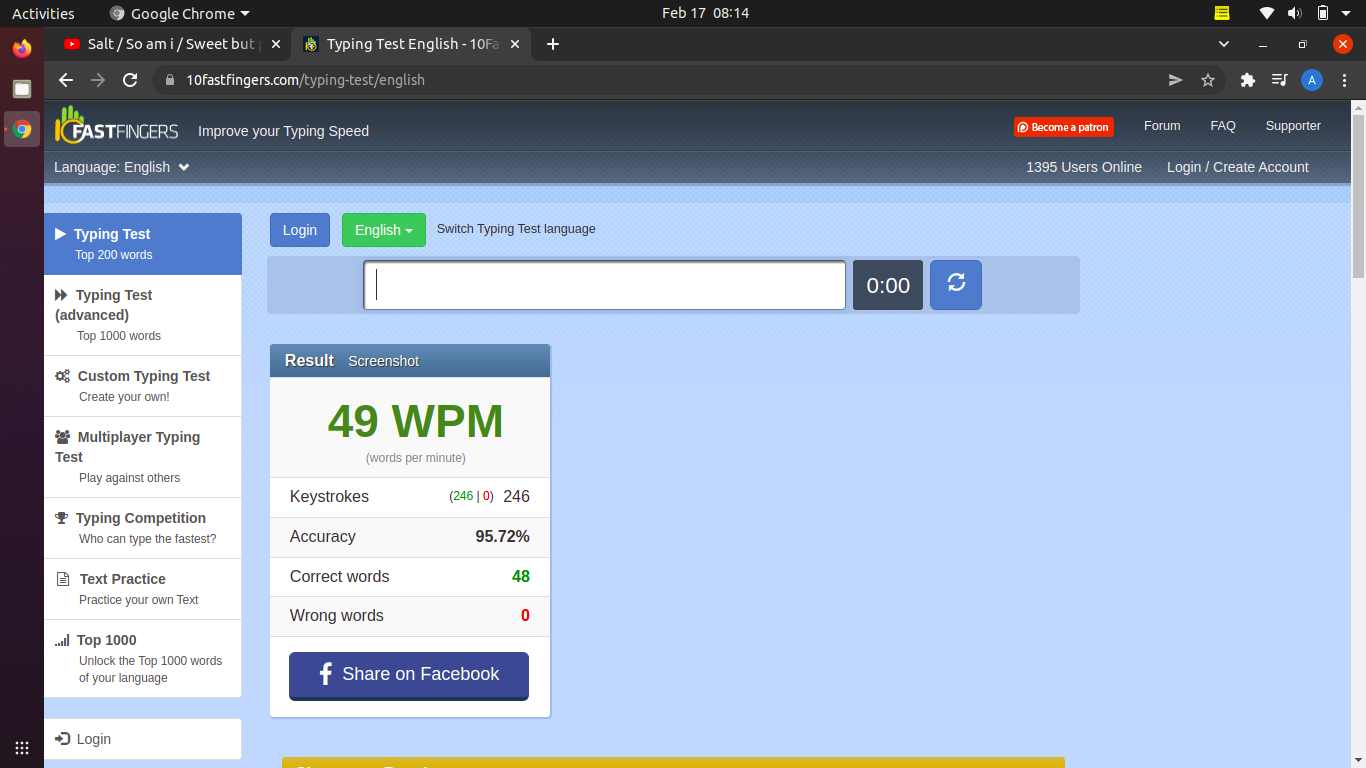 Activities
Google Chrome
Feb 17 08:14
Salt / So am i / Sweet but
Typing Test English - 10Fa
10fastfingers.com/typing-test/english
A
10FASTFINGERS
Improve your Typing Speed
Become a patron
Forum
FAQ
Supporter
Language: English
1395 Users Online
Login / Create Account
Typing Test
Top 200 words
Typing Test
(advanced)
Top 1000 words
Custom Typing Test
Create your own!
Multiplayer Typing
Test
Play against others
Typing Competition
Who can type the fastest?
Text Practice
Practice your own Text
Top 1000
Unlock the Top 1000 words
of your language
Login
Login
English
Switch Typing Test language
0:00
Result Screenshot
49 WPM
(words per minute)
Keystrokes (246 | 0) 246
Accuracy 95.72%
Correct words 48
Wrong words 0
Share on Facebook